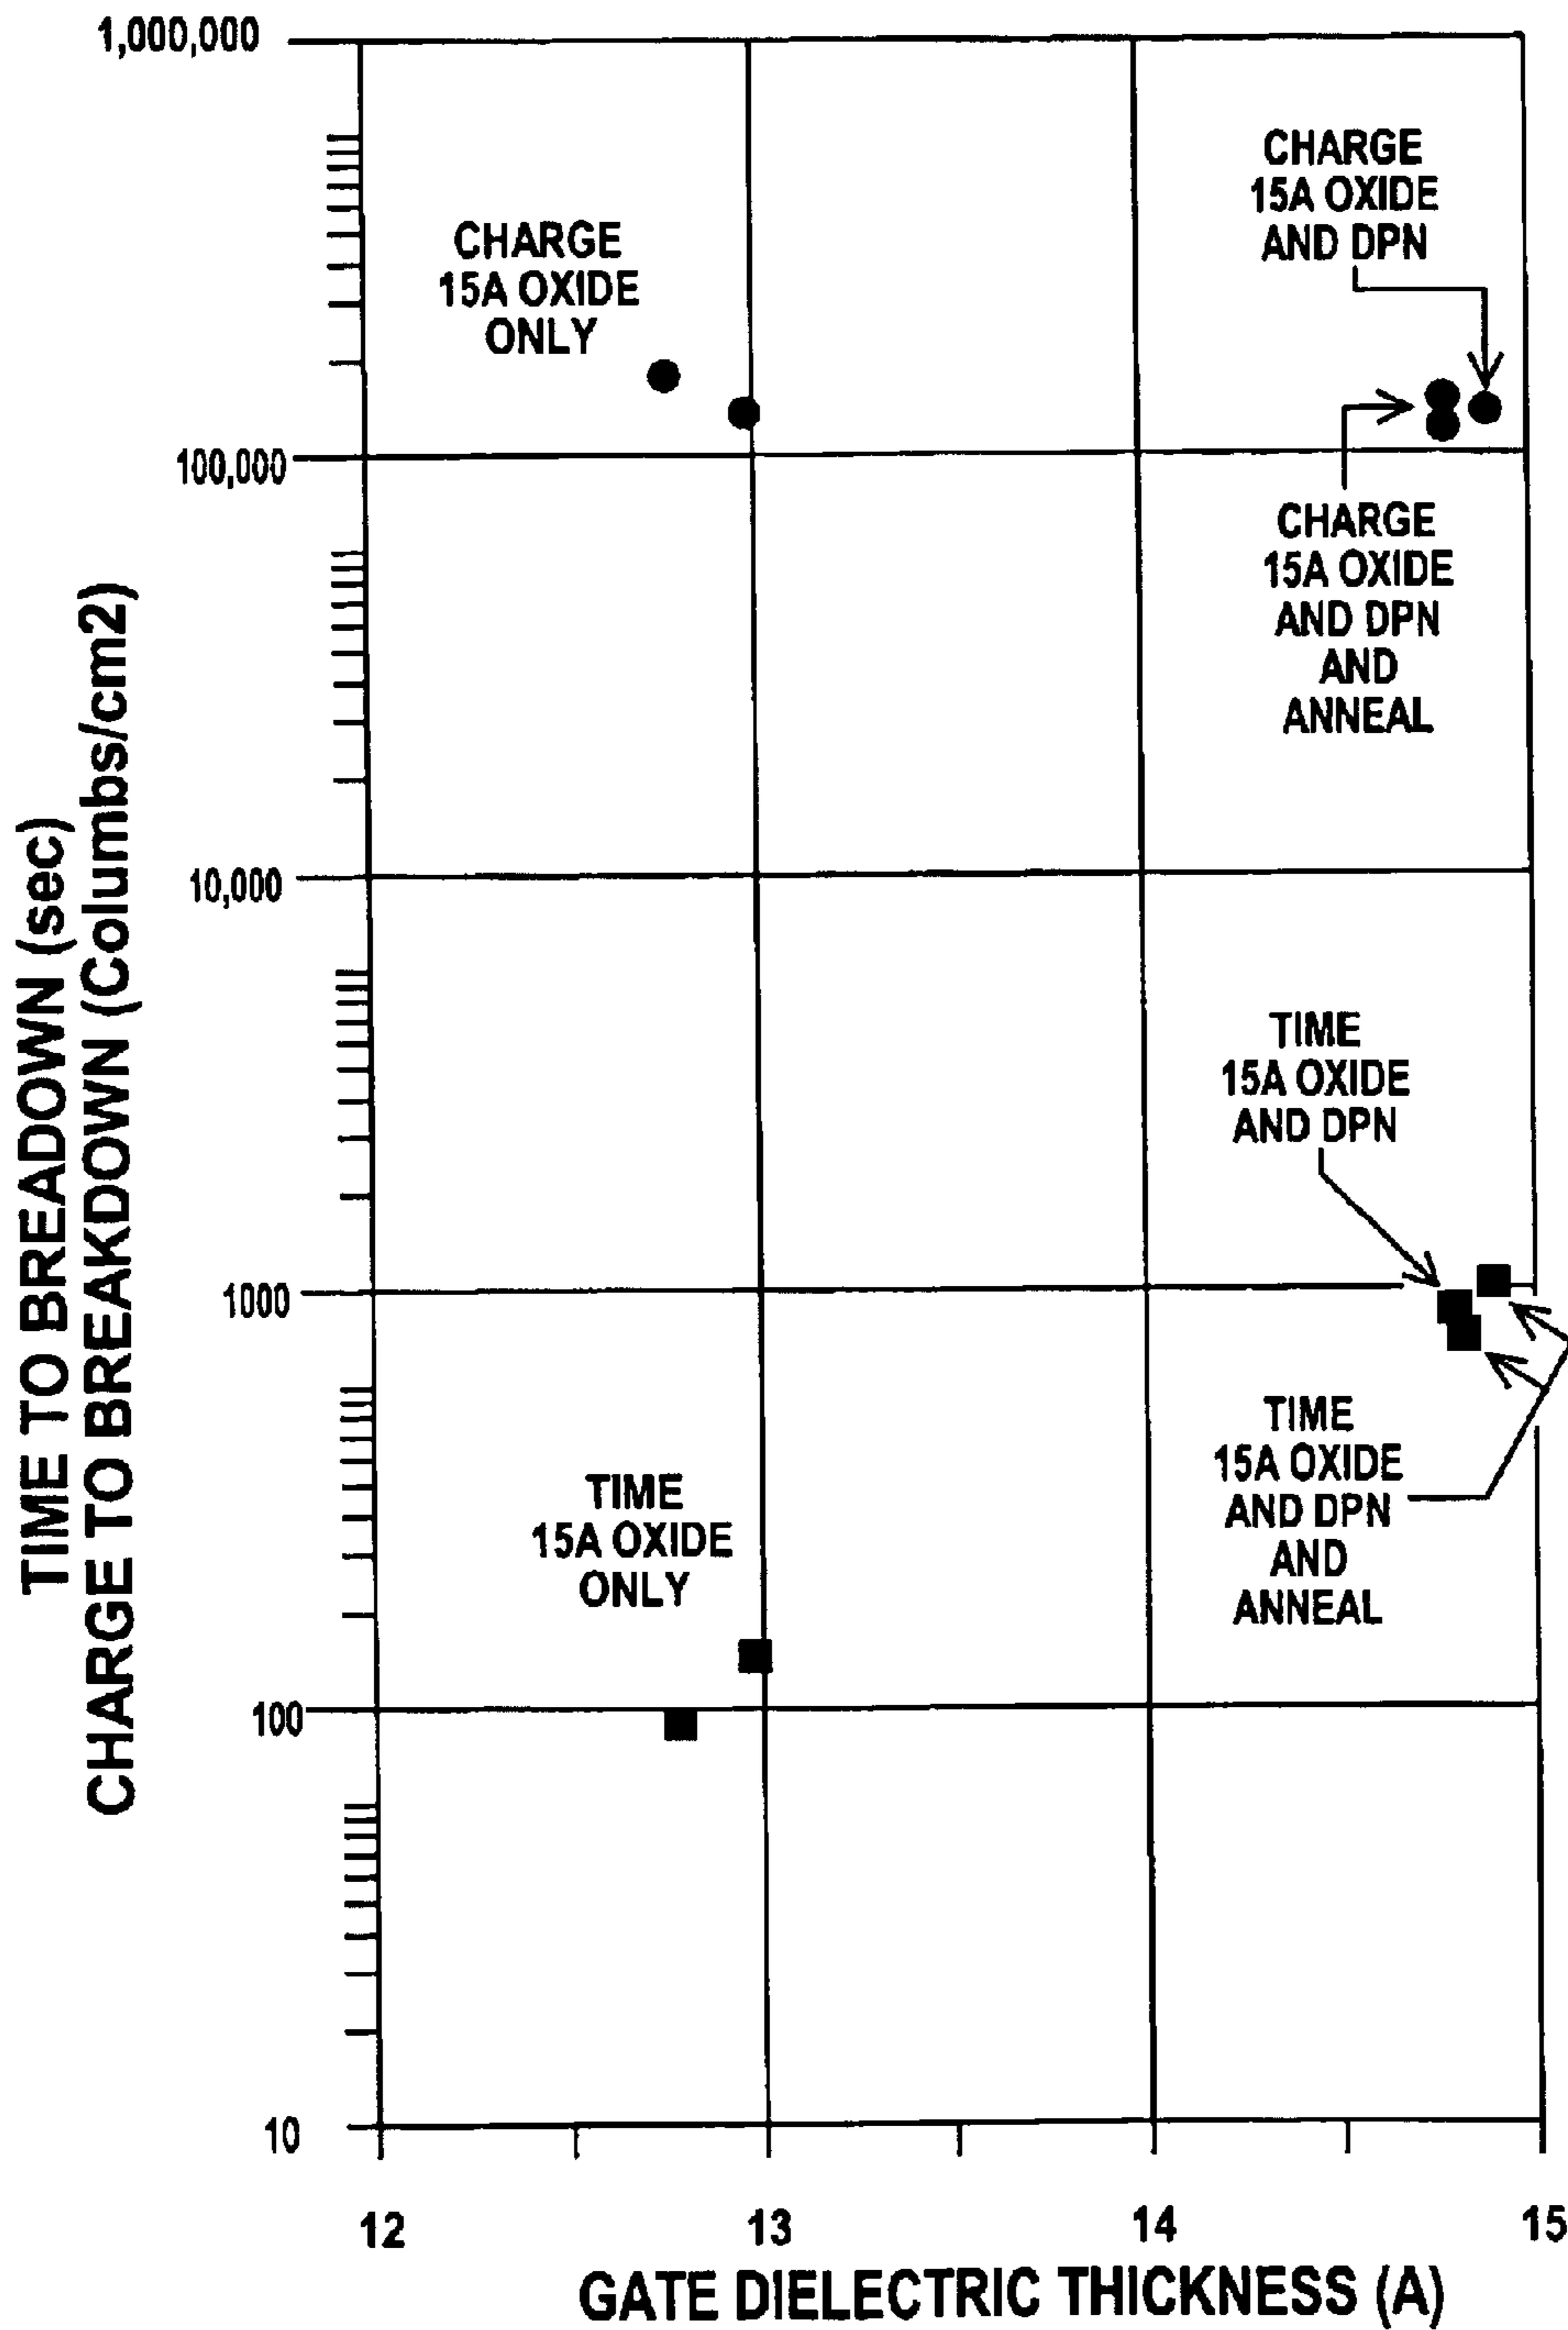 1,000,000
CHARGE
15A OXIDE
AND DPN
CHARGE
15A OXIDE
ONLY
100,000
CHARGE
15A OXIDE
AND DPN
AND
ANNEAL
TIME TO BREADOWN (sec)
CHARGE TO BREAKDOWN (Columbs/cm2)
10,000
TIME
15A OXIDE
AND DPN
1000
TIME
15A OXIDE
AND DPN
AND
ANNEAL
TIME
15A OXIDE
ONLY
100
10
12 13 14 15
GATE DIELECTRIC THICKNESS (A)